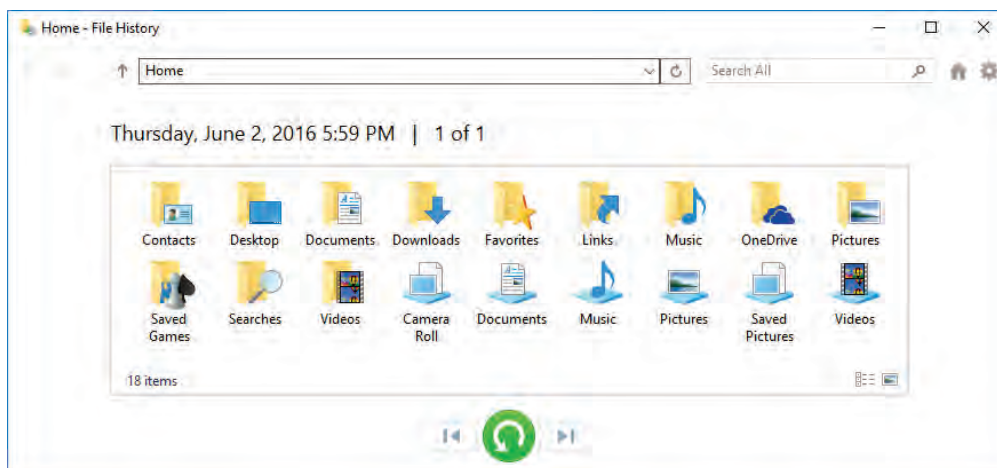 Home - File History
Home
Search All
Thursday, June 2, 2016 5:59 PM | 1 of 1
Contacts Desktop Documents Downloads Favorites Links Music OneDrive Pictures
Saved Games Searches Videos Camera Roll Documents Music Pictures Saved Pictures Videos
18 items